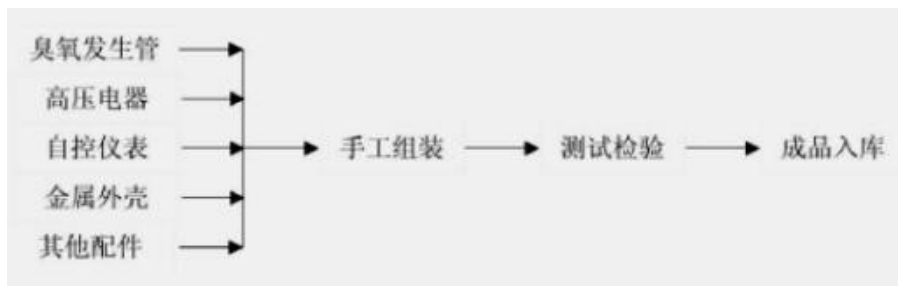 臭氧发生管
高压电器
自控仪表
金属外壳
其他配件
手工组装
测试检验
成品入库